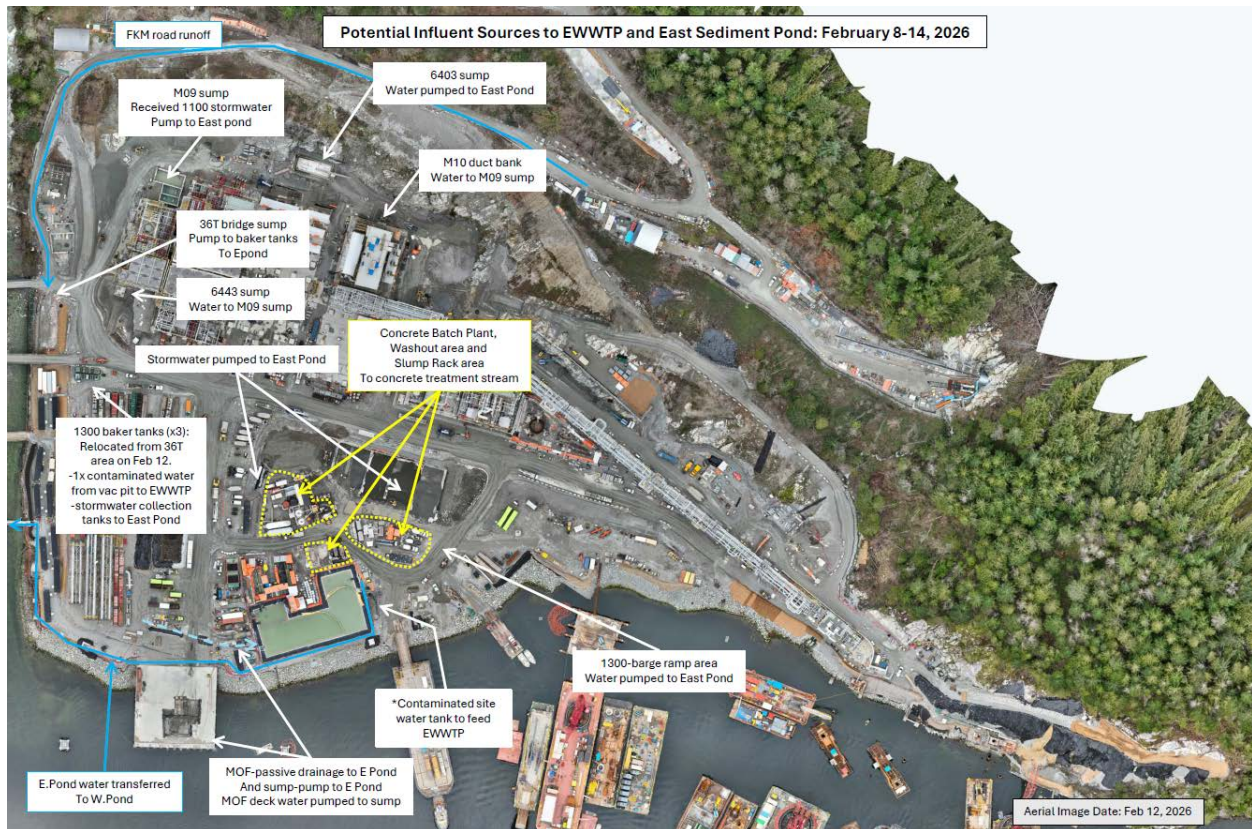 Potential Influent Sources to EWWTP and East Sediment Pond: February 8-14, 2026
FKM road runoff
6403 sump
Water pumped to East Pond
M09 sump
Received 1100 stormwater
Pump to East pond
M10 duct bank
Water to M09 sump
36T bridge sump
Pump to baker tanks
To Epond
6443 sump
Water to M09 sump
Concrete Batch Plant,
Washout area and
Slump Rack area
To concrete treatment stream
Stormwater pumped to East Pond
1300 baker tanks (x3):
Relocated from 36T
area on Feb 12.
-1x contaminated water
from vac pit to EWWTP
-stormwater collection
tanks to East Pond
1300-barge ramp area
Water pumped to East Pond
*Contaminated site
water tank to feed
EWWTP
E.Pond water transferred
To W.Pond
MOF-passive drainage to E Pond
And sump-pump to E Pond
MOF deck water pumped to sump
Aerial Image Date: Feb 12, 2026